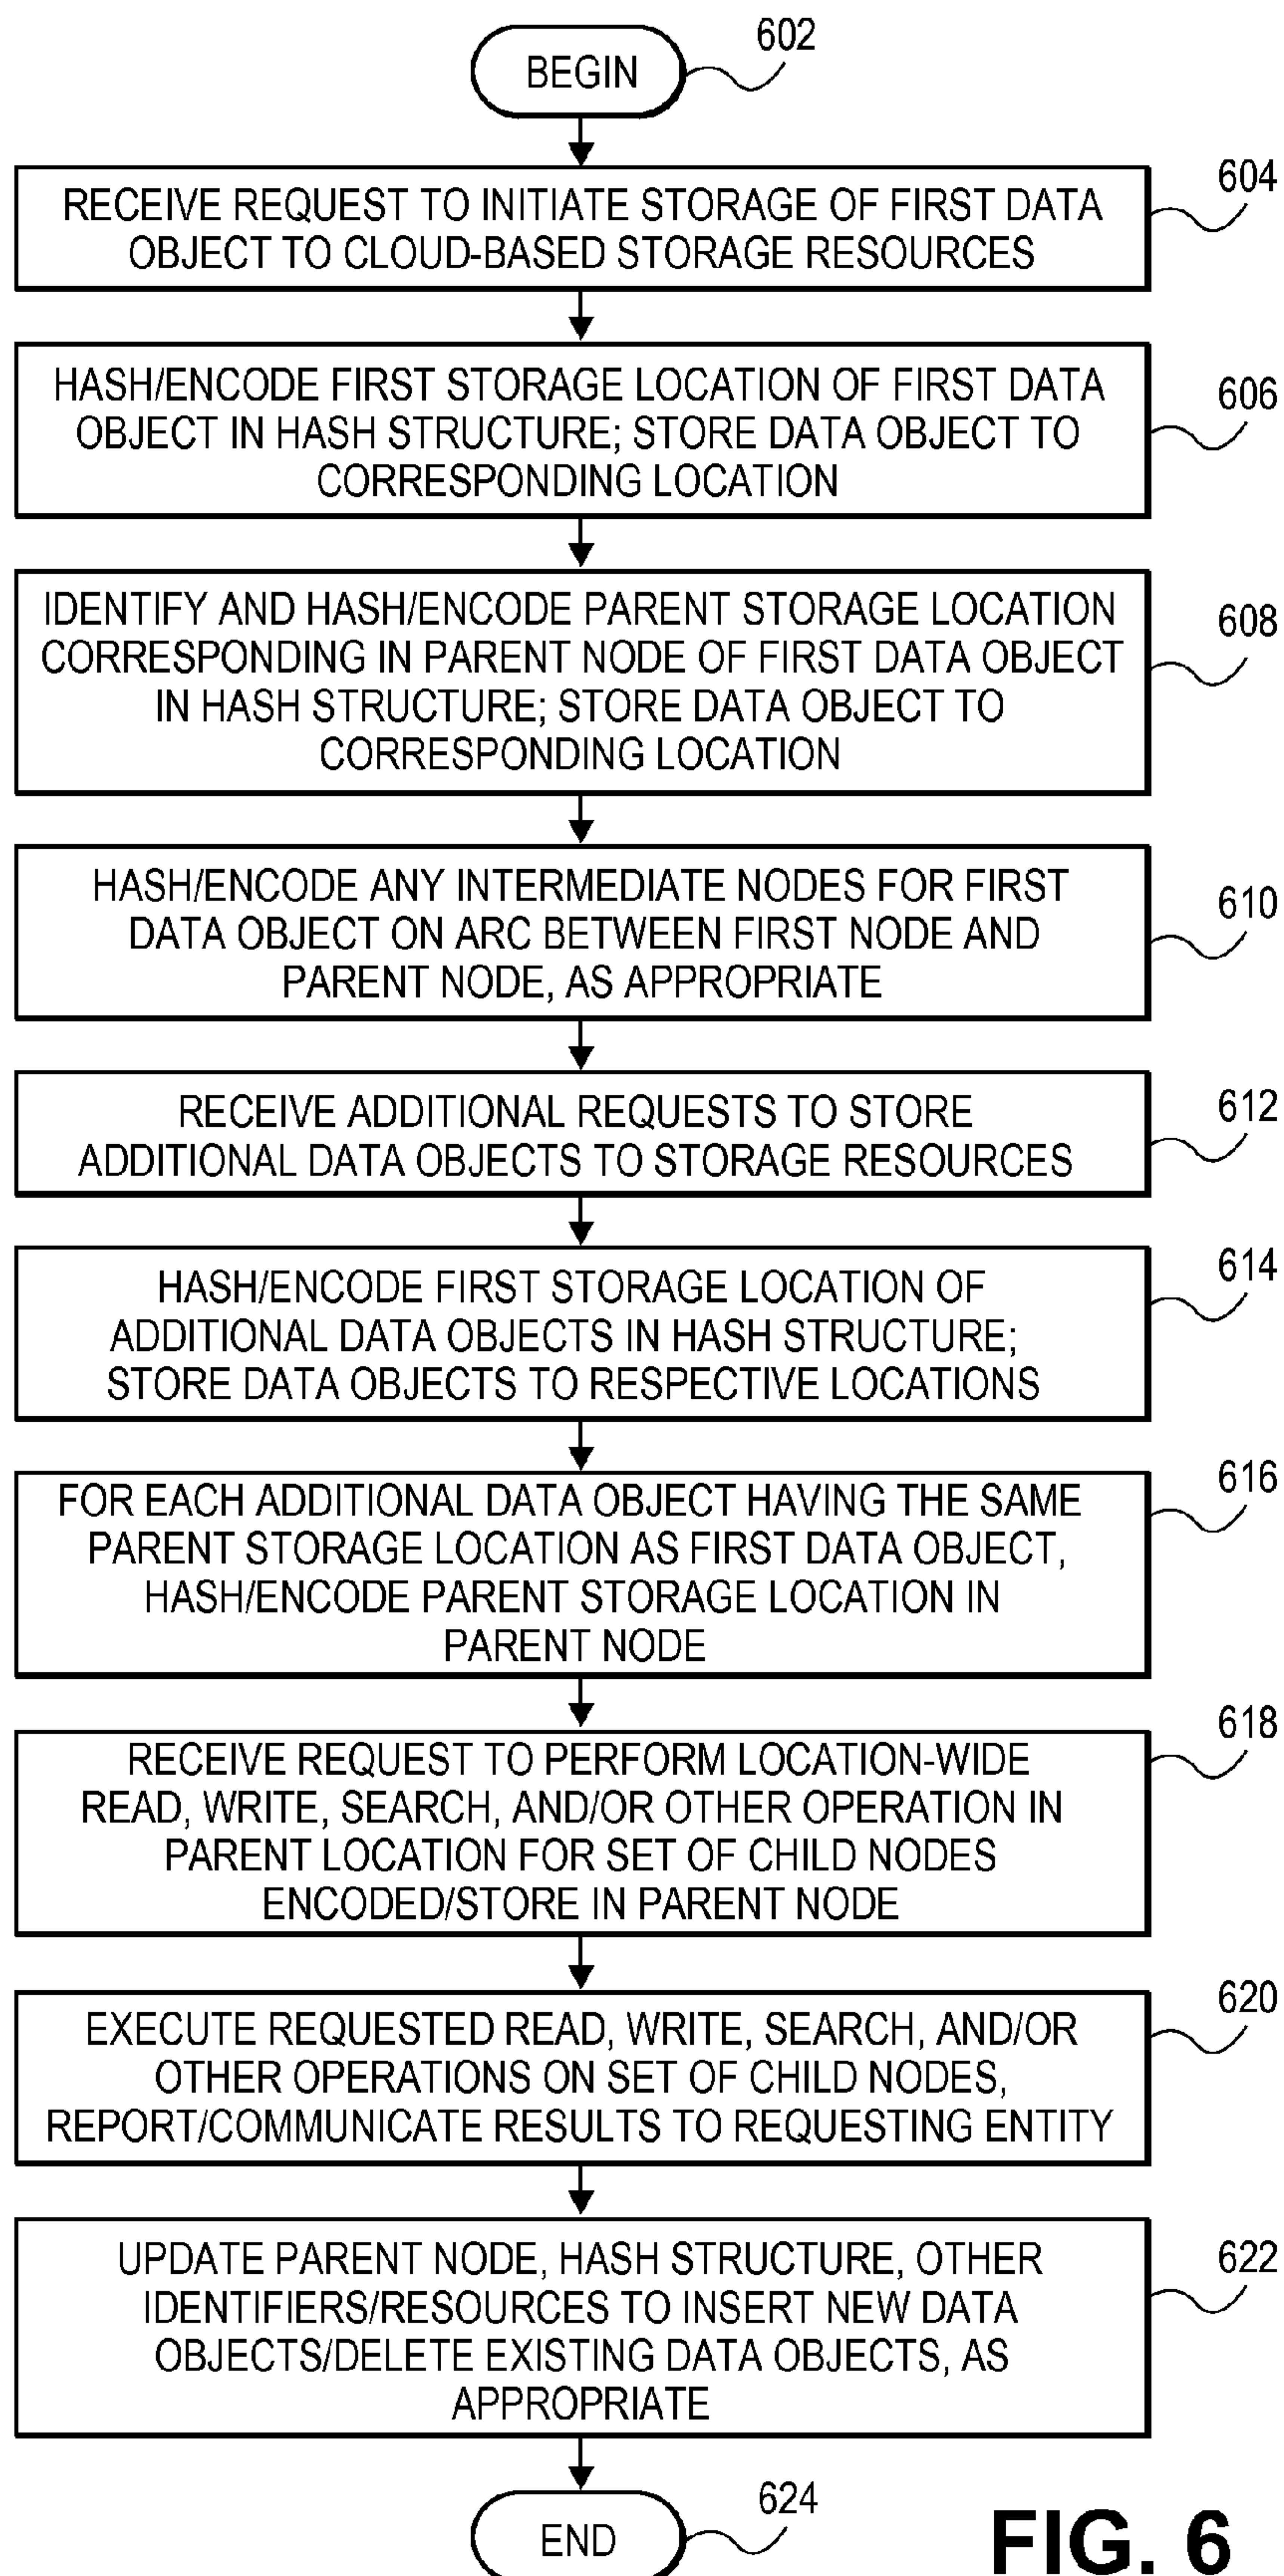 BEGIN
602
RECEIVE REQUEST TO INITIATE STORAGE OF FIRST DATA
OBJECT TO CLOUD-BASED STORAGE RESOURCES
604
HASH/ENCODE FIRST STORAGE LOCATION OF FIRST DATA
OBJECT IN HASH STRUCTURE; STORE DATA OBJECT TO
CORRESPONDING LOCATION
606
IDENTIFY AND HASH/ENCODE PARENT STORAGE LOCATION
CORRESPONDING IN PARENT NODE OF FIRST DATA OBJECT
IN HASH STRUCTURE; STORE DATA OBJECT TO
CORRESPONDING LOCATION
608
HASH/ENCODE ANY INTERMEDIATE NODES FOR FIRST
DATA OBJECT ON ARC BETWEEN FIRST NODE AND
PARENT NODE, AS APPROPRIATE
610
RECEIVE ADDITIONAL REQUESTS TO STORE
ADDITIONAL DATA OBJECTS TO STORAGE RESOURCES
612
HASH/ENCODE FIRST STORAGE LOCATION OF
ADDITIONAL DATA OBJECTS IN HASH STRUCTURE;
STORE DATA OBJECTS TO RESPECTIVE LOCATIONS
614
FOR EACH ADDITIONAL DATA OBJECT HAVING THE SAME
PARENT STORAGE LOCATION AS FIRST DATA OBJECT,
HASH/ENCODE PARENT STORAGE LOCATION IN
PARENT NODE
616
RECEIVE REQUEST TO PERFORM LOCATION-WIDE
READ, WRITE, SEARCH, AND/OR OTHER OPERATION IN
PARENT LOCATION FOR SET OF CHILD NODES
ENCODED/STORE IN PARENT NODE
618
EXECUTE REQUESTED READ, WRITE, SEARCH, AND/OR
OTHER OPERATIONS ON SET OF CHILD NODES,
REPORT/COMMUNICATE RESULTS TO REQUESTING ENTITY
620
UPDATE PARENT NODE, HASH STRUCTURE, OTHER
IDENTIFIERS/RESOURCES TO INSERT NEW DATA
OBJECTS/DELETE EXISTING DATA OBJECTS, AS
APPROPRIATE
622
END
624
FIG. 6